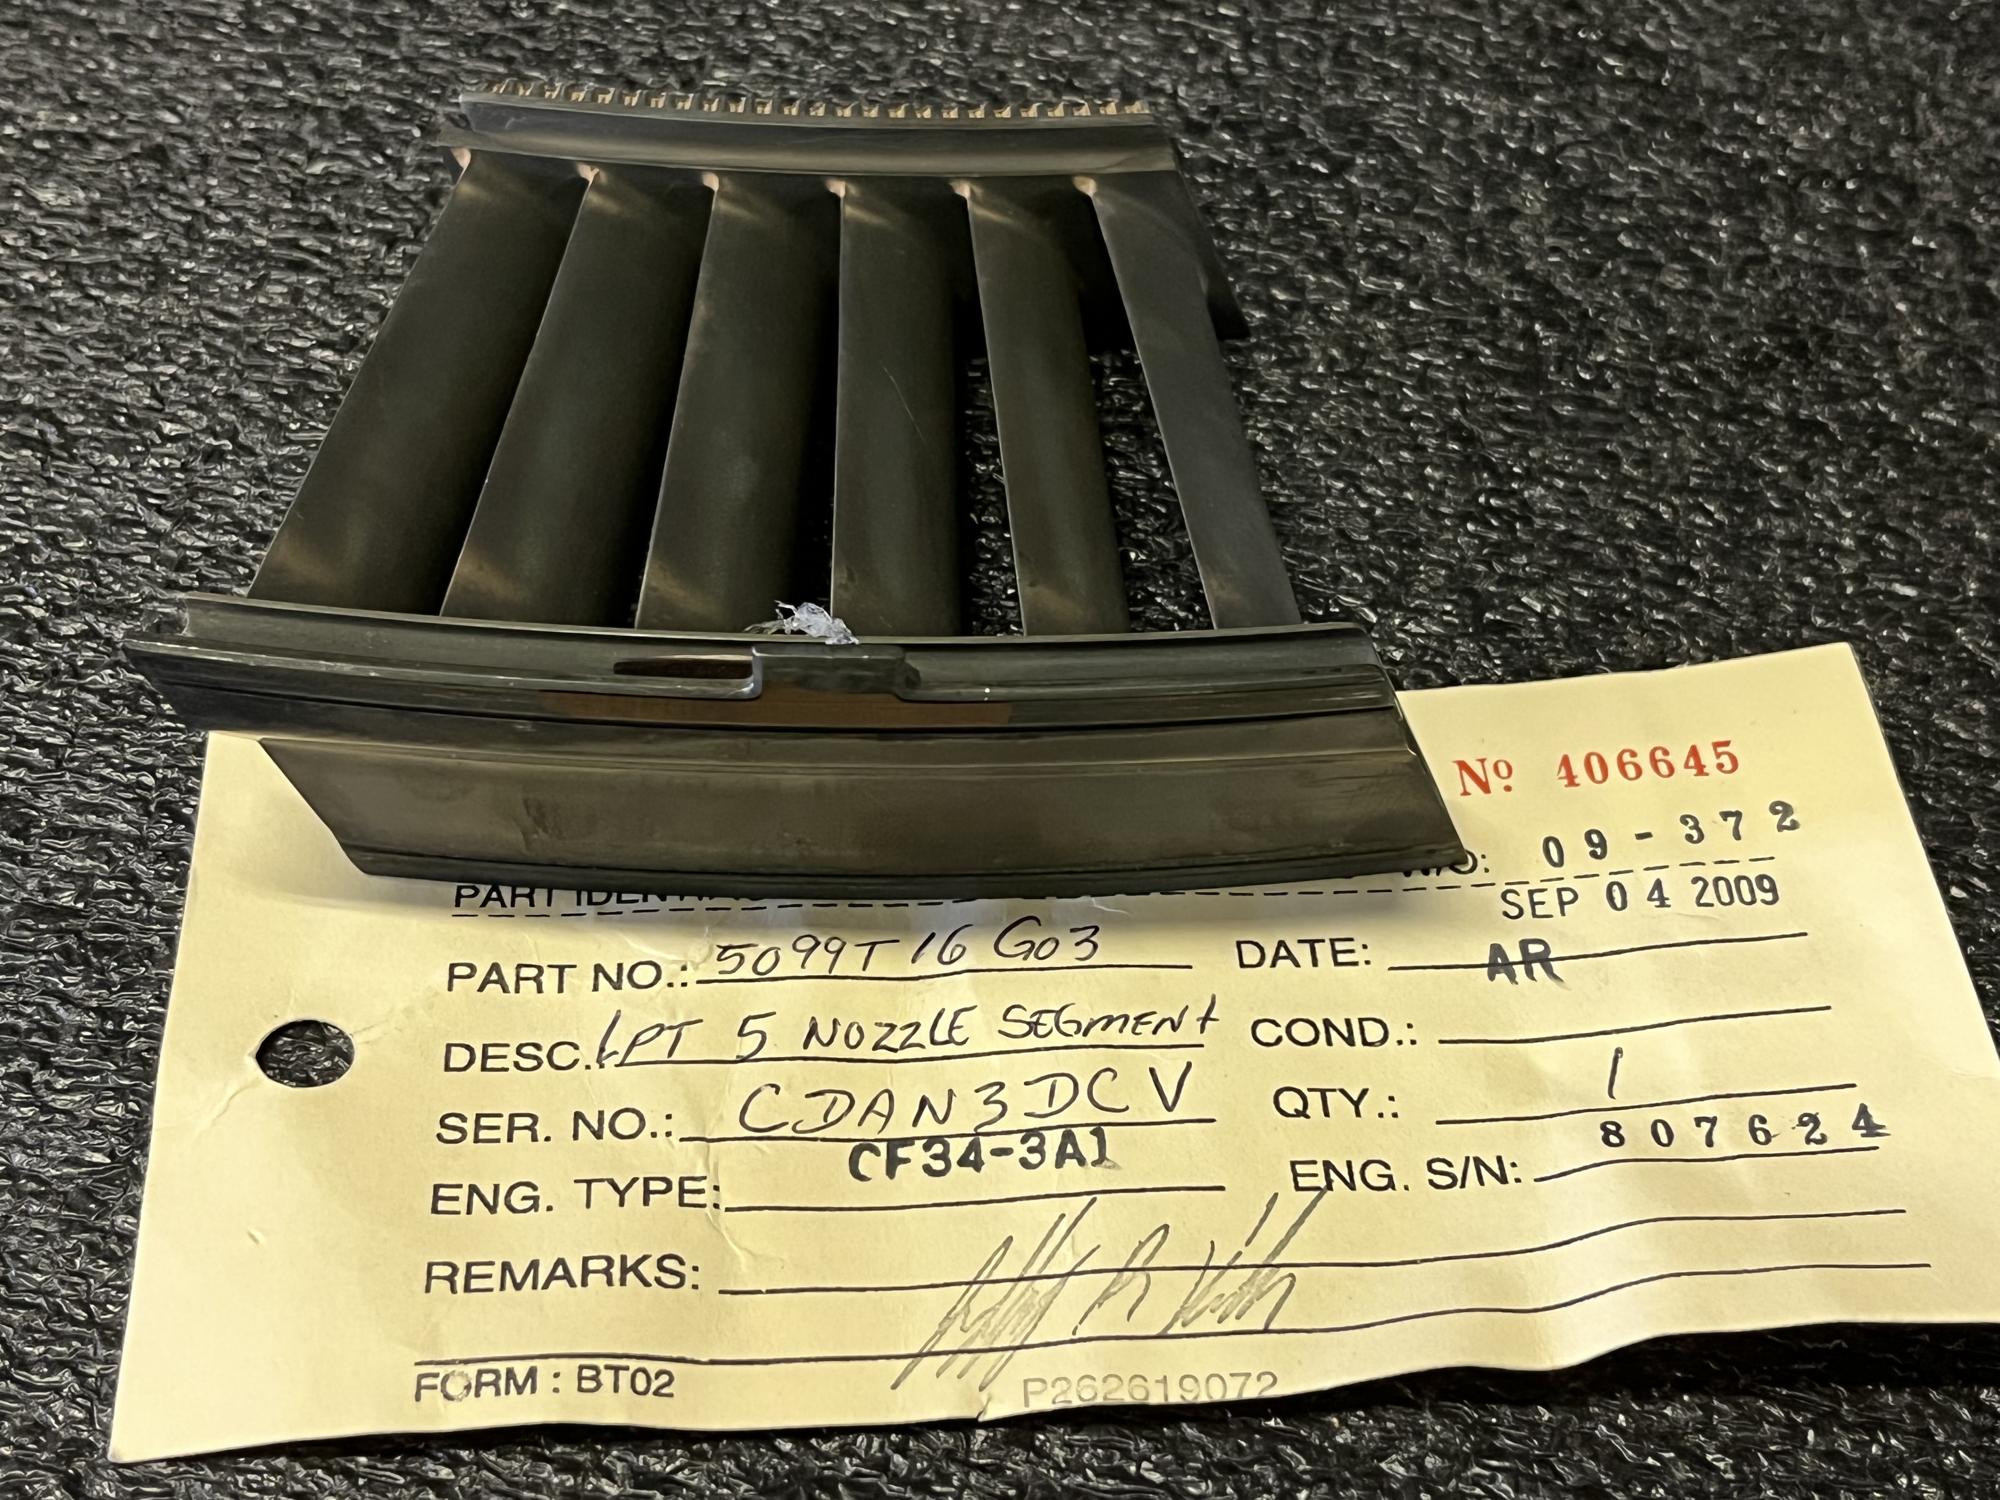 Nº 406645
W/O: 09-372
PART IDENTIFICA
SEP 04 2009
PART NO.: 5099T16G03 DATE:
AR
DESC. LPT 5 NOZZLE SEGMENT COND.:
SER. NO.: CDAN3DCV QTY.: 1
CF34-3A1 807624
ENG. TYPE: ENG. S/N:
REMARKS:
FORM : BT02 P262619072